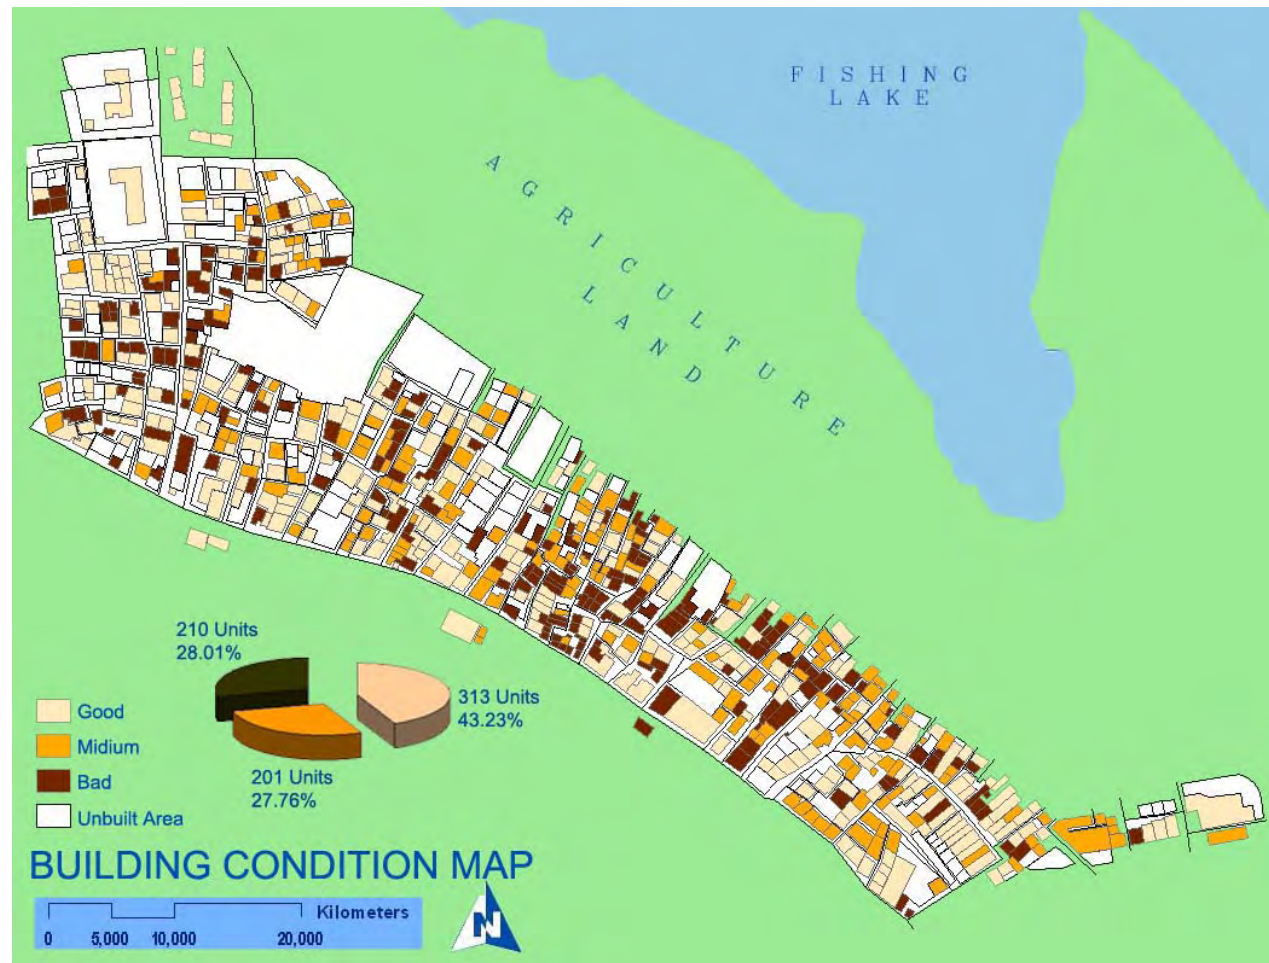 FISHING
LAKE
AGRICULTURE
LAND
210 Units
28.01%
313 Units
43.23%
201 Units
27.76%
Good
Midium
Bad
Unbuilt Area
BUILDING CONDITION MAP
Kilometers
0 5,000 10,000 20,000
N